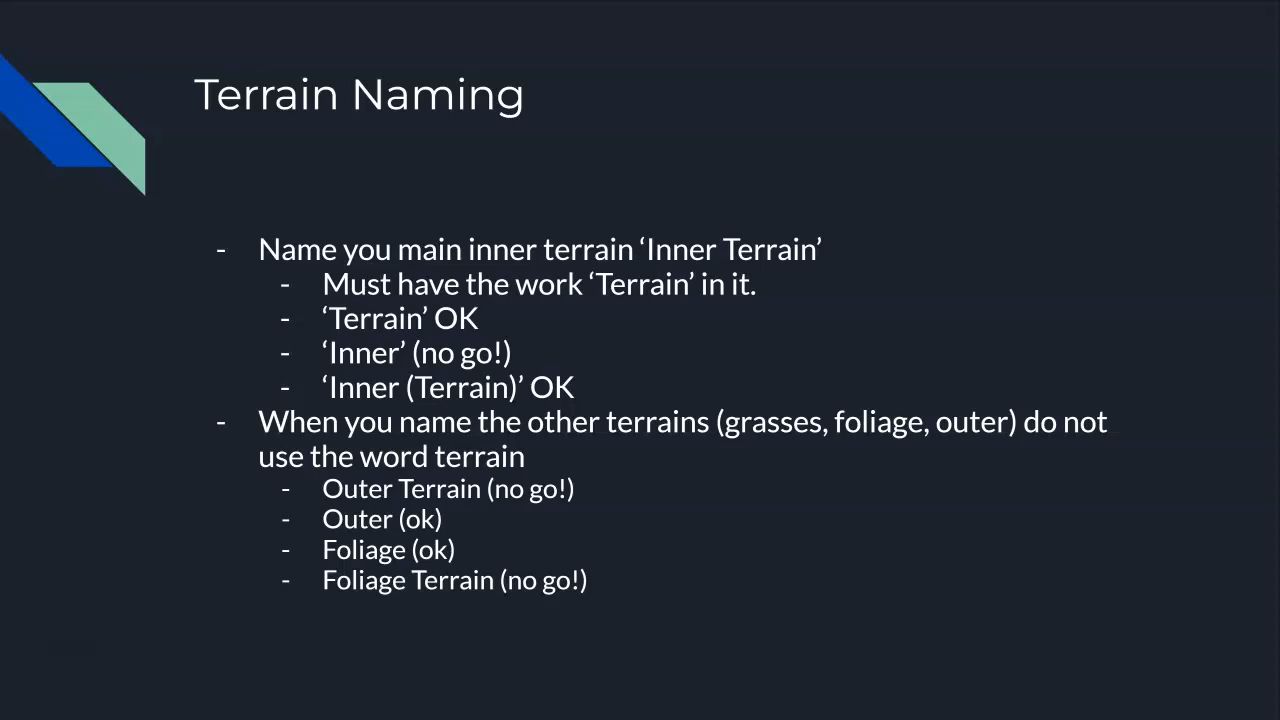 Terrain Naming
- Name you main inner terrain ‘Inner Terrain’
- Must have the work ‘Terrain’ in it.
- ‘Terrain’ OK
- ‘Inner’ (no go!)
- ‘Inner (Terrain)’ OK
- When you name the other terrains (grasses, foliage, outer) do not
use the word terrain
- Outer Terrain (no go!)
- Outer (ok)
- Foliage (ok)
- Foliage Terrain (no go!)